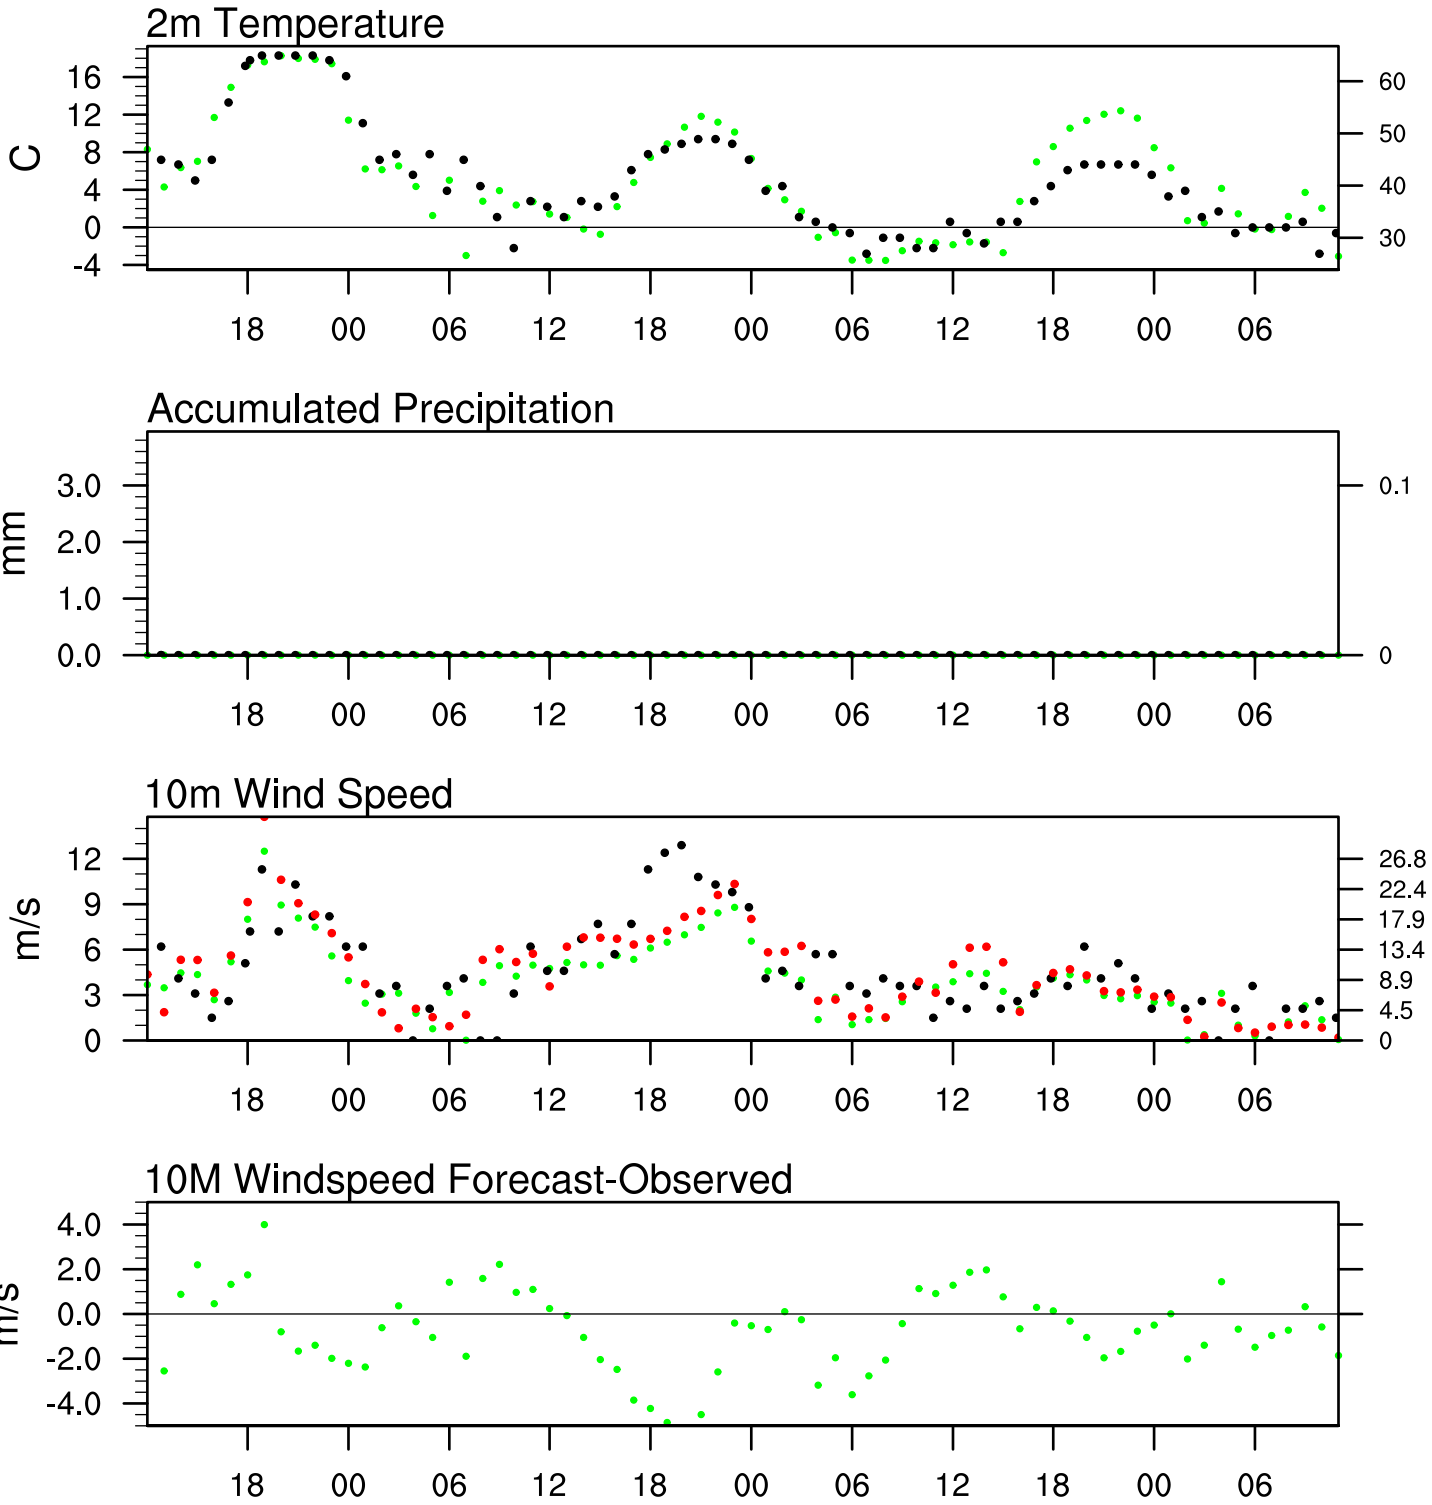 2m Temperature
C
16
12
8
4
0
-4
60
50
40
30
18 00 06 12 18 00 06 12 18 00 06
Accumulated Precipitation
mm
3.0
2.0
1.0
0.0
0.1
0
18 00 06 12 18 00 06 12 18 00 06
10m Wind Speed
m/s
12
9
6
3
0
26.8
22.4
17.9
13.4
8.9
4.5
0
18 00 06 12 18 00 06 12 18 00 06
10M Windspeed Forecast-Observed
m/s
4.0
2.0
0.0
-2.0
-4.0
18 00 06 12 18 00 06 12 18 00 06